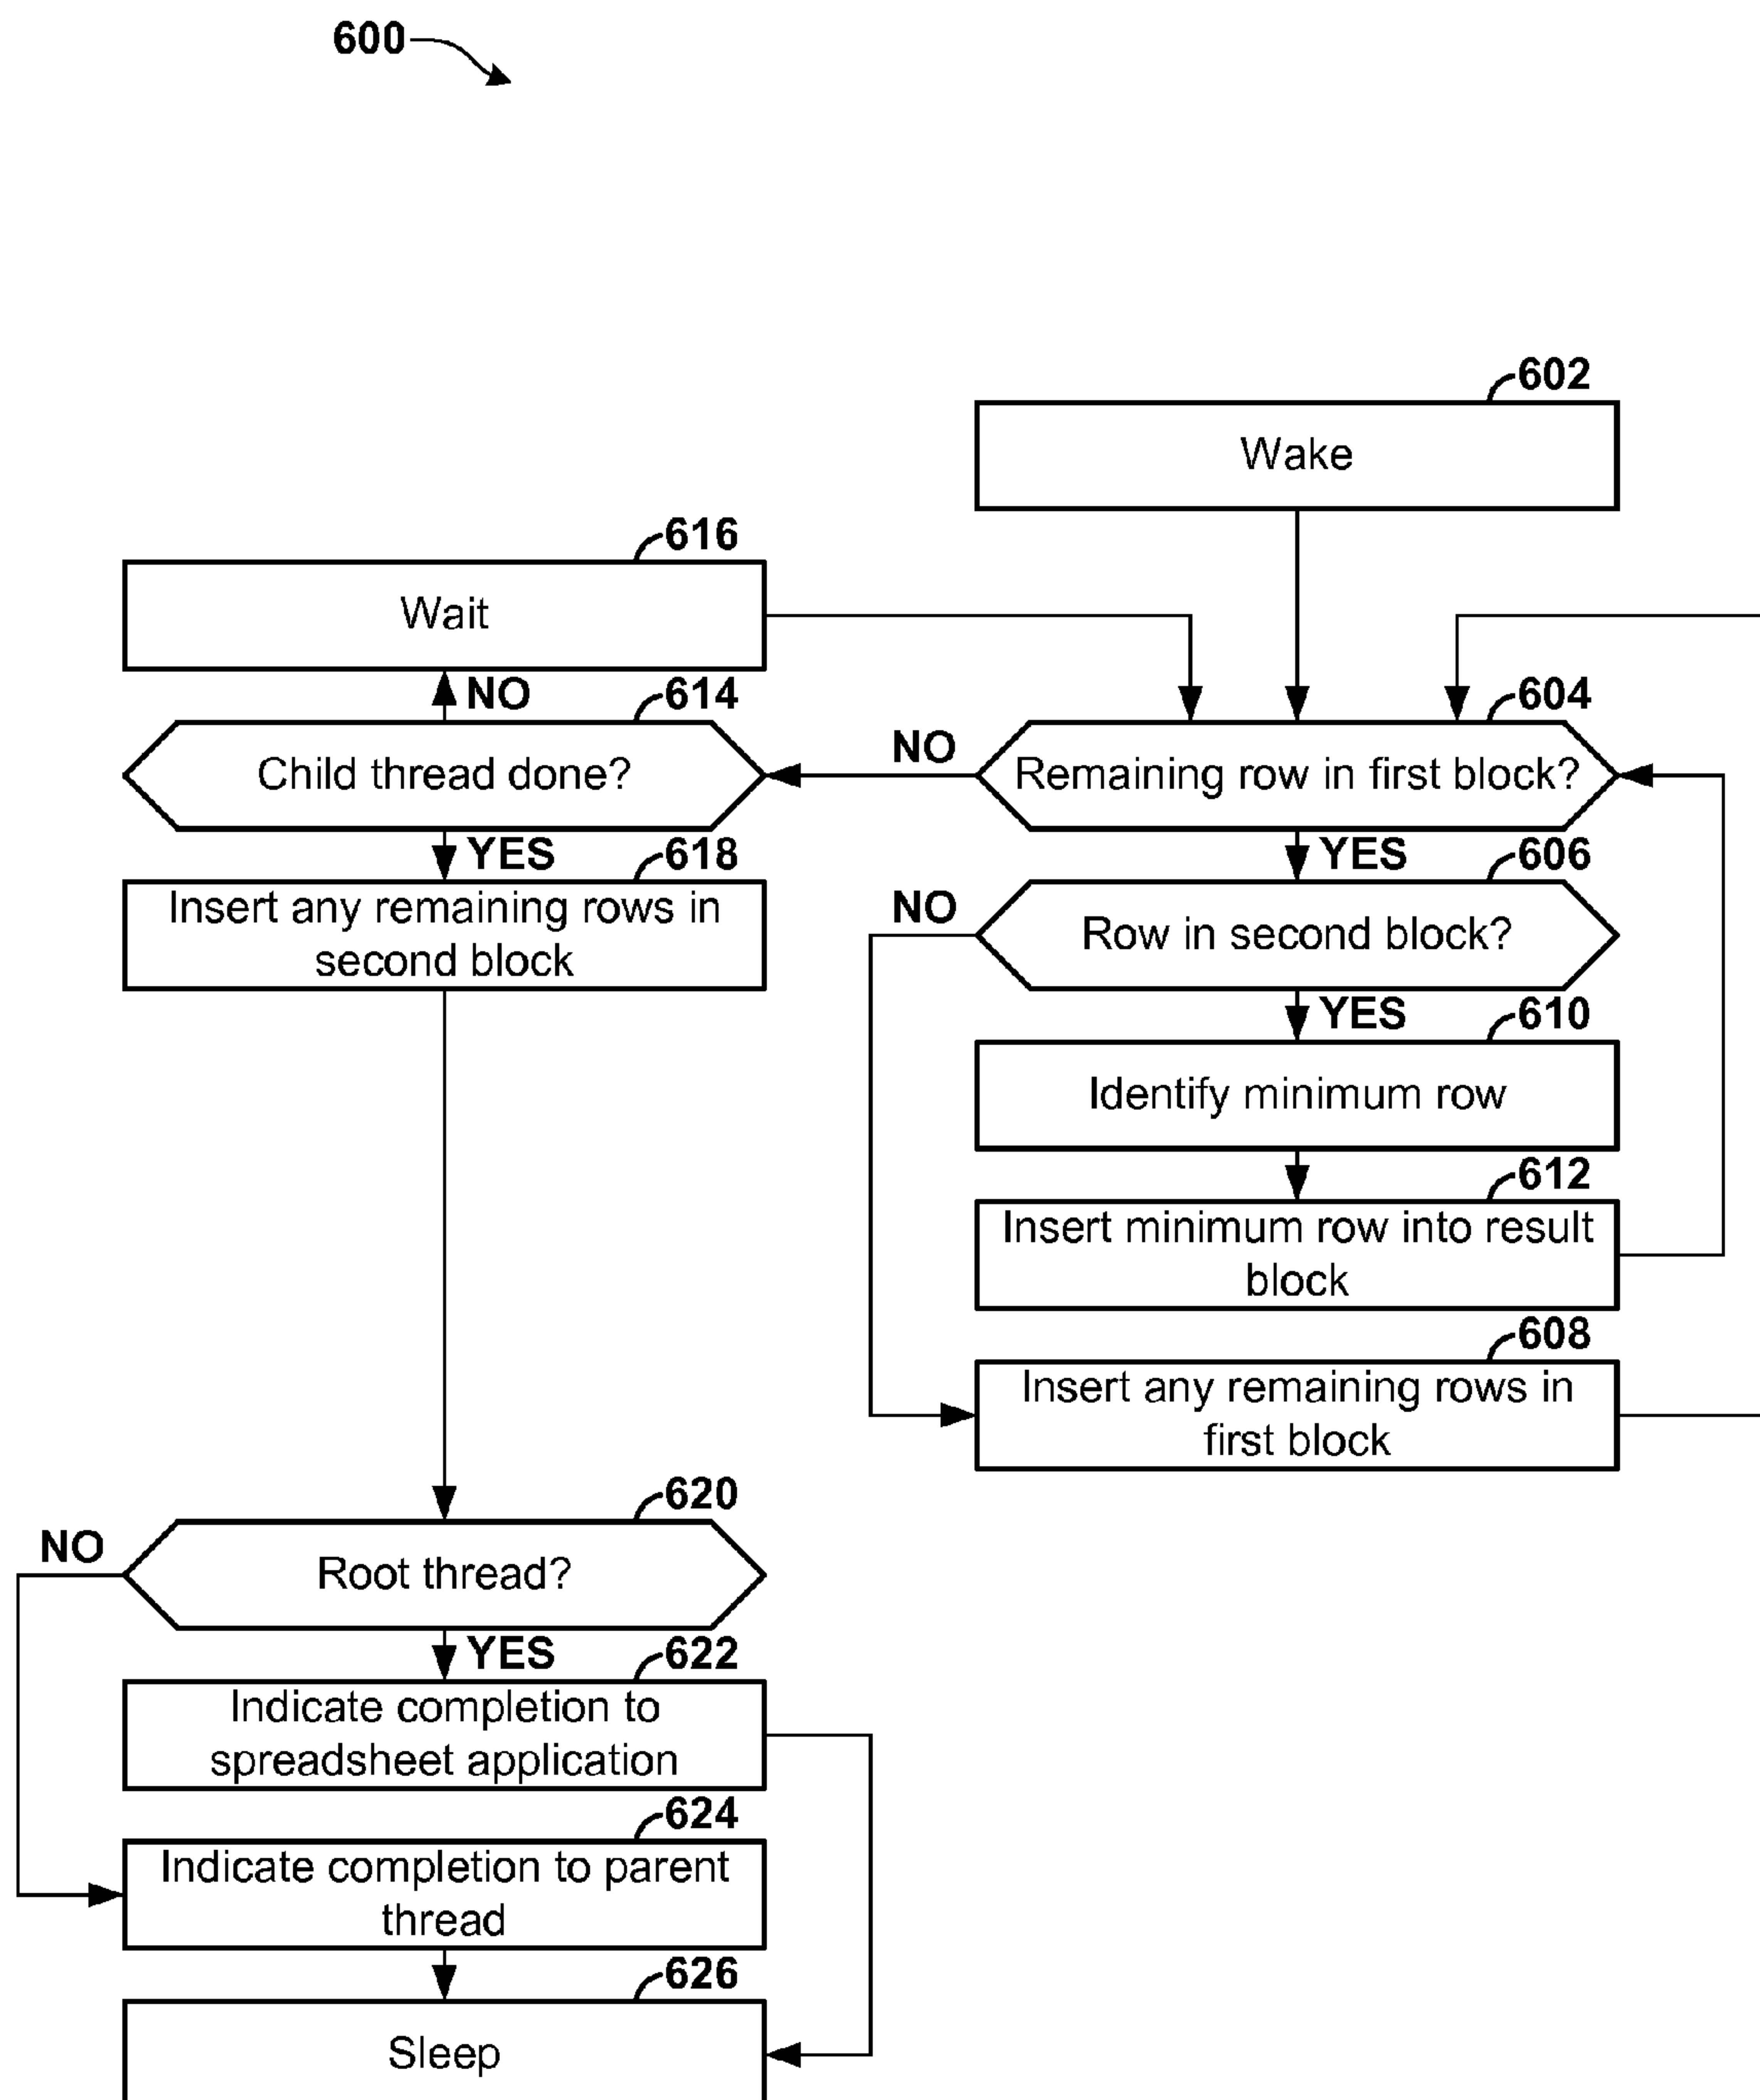 600
602
Wake
616
Wait
NO
614
604
Child thread done?
NO
Remaining row in first block?
YES
618
YES
606
Insert any remaining rows in
second block
NO
Row in second block?
YES
610
Identify minimum row
612
Insert minimum row into result
block
608
Insert any remaining rows in
first block
620
NO
Root thread?
YES
622
Indicate completion to
spreadsheet application
624
Indicate completion to parent
thread
626
Sleep